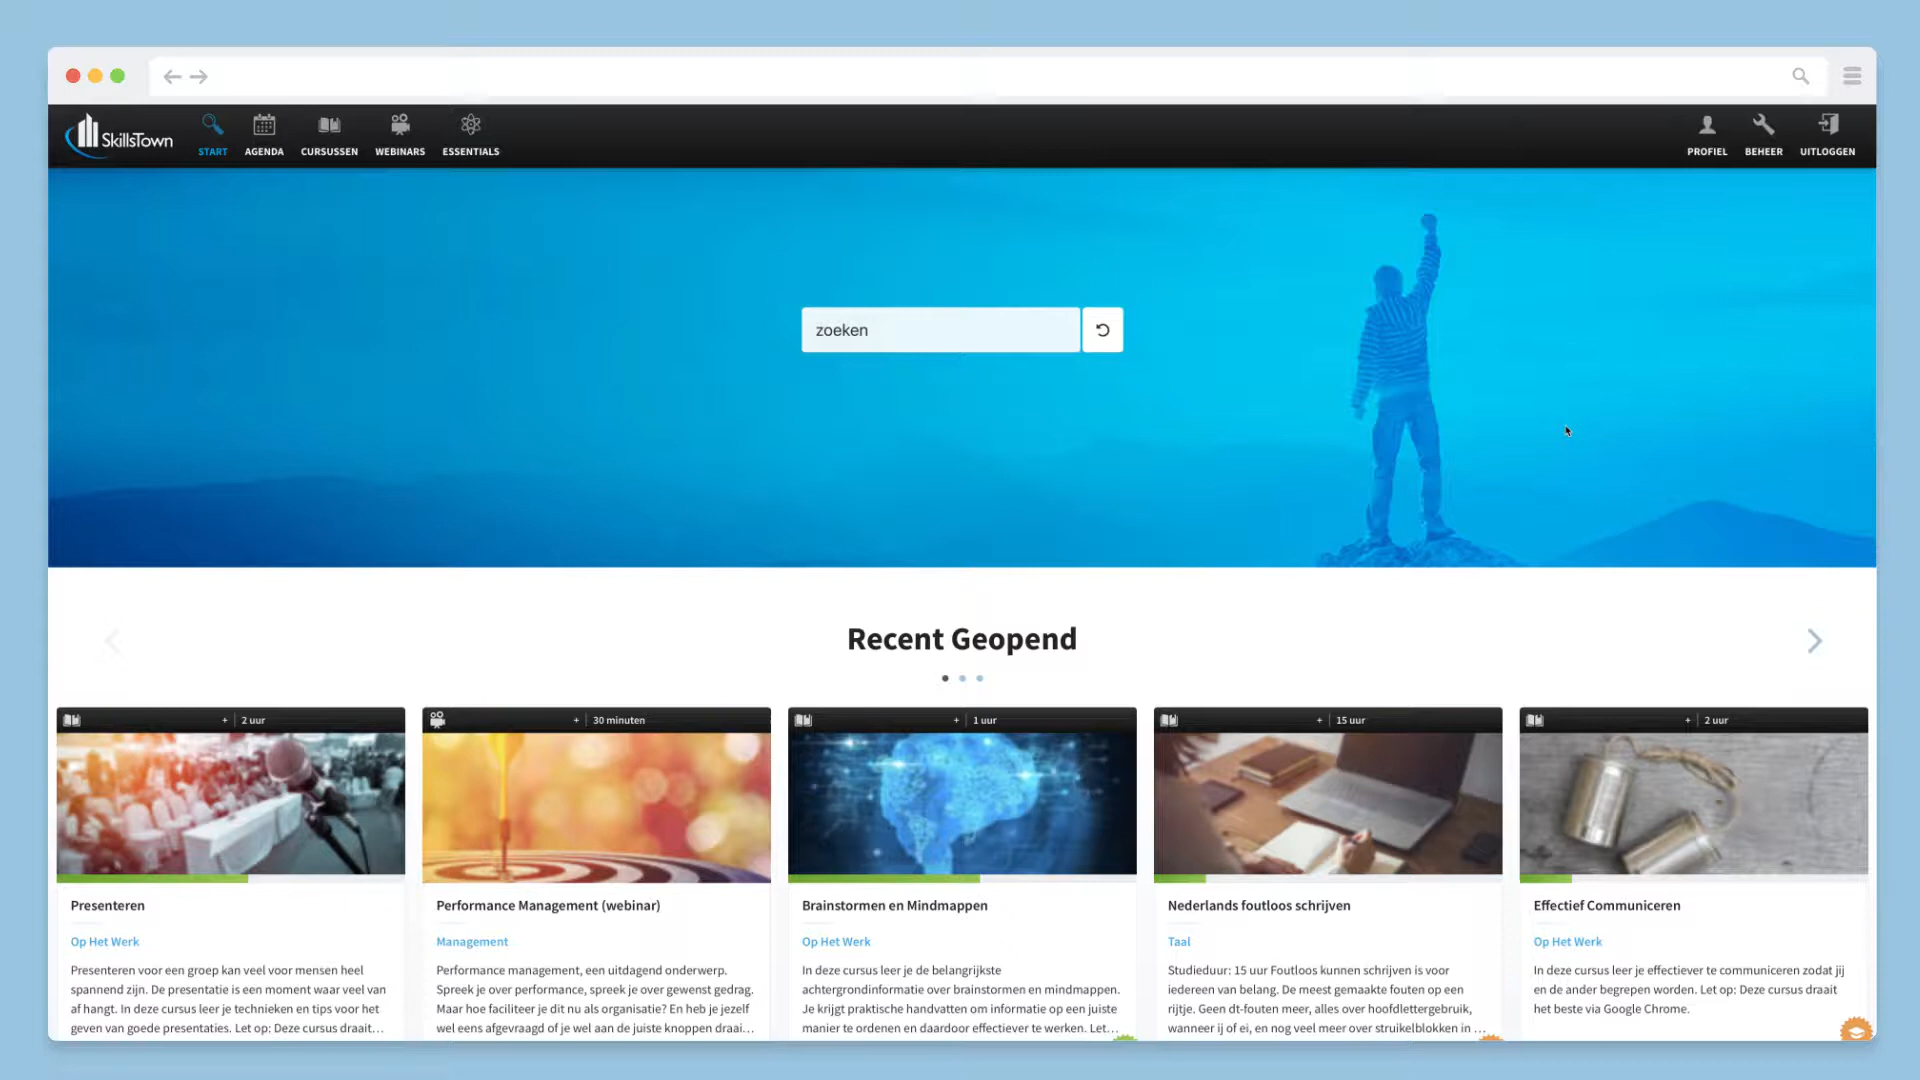 SkillsTown
START
AGENDA
CURSUSSEN
WEBINARS
ESSENTIALS
PROFIEL
BEHEER
UITLOGGEN
zoeken
Recent Geopend
+ 2 uur
Presenteren
Op Het Werk
Presenteren voor een groep kan veel voor mensen heel
spannend zijn. De presentatie is een moment waar veel van
af hangt. In deze cursus leer je technieken en tips voor het
geven van goede presentaties. Let op: Deze cursus draait...
+ 30 minuten
Performance Management (webinar)
Management
Performance management, een uitdagend onderwerp.
Spreek je over performance, spreek je over gewenst gedrag.
Maar hoe faciliteer je dit nu als organisatie? En heb je jezelf
wel eens afgevraagd of je wel aan de juiste knoppen draai...
+ 1 uur
Brainstormen en Mindmappen
Op Het Werk
In deze cursus leer je de belangrijkste
achtergrondinformatie over brainstormen en mindmappen.
Je krijgt praktische handvatten om informatie op een juiste
manier te ordenen en daardoor effectiever te werken. Let...
+ 15 uur
Nederlands foutloos schrijven
Taal
Studieduur: 15 uur Foutloos kunnen schrijven is voor
iedereen van belang. De meest gemaakte fouten op een
rijtje. Geen dt-fouten meer, alles over hoofdlettergebruik,
wanneer ij of ei, en nog veel meer over struikelblokken in ...
+ 2 uur
Effectief Communiceren
Op Het Werk
In deze cursus leer je effectiever te communiceren zodat jij
en de ander begrepen worden. Let op: Deze cursus draait
het beste via Google Chrome.